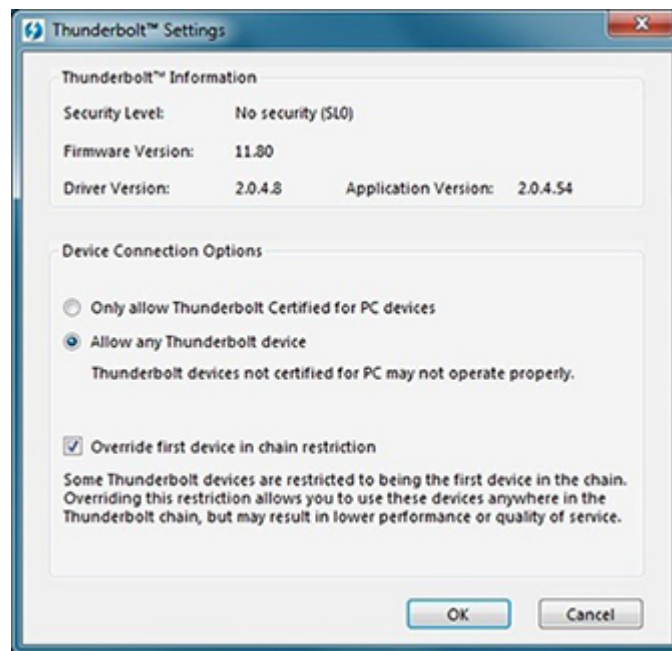 Thunderbolt™ Settings
Thunderbolt™ Information
Security Level: No security (SL0)
Firmware Version: 11.80
Driver Version: 2.0.4.8 Application Version: 2.0.4.54
Device Connection Options
Only allow Thunderbolt Certified for PC devices
Allow any Thunderbolt device
Thunderbolt devices not certified for PC may not operate properly.
Override first device in chain restriction
Some Thunderbolt devices are restricted to being the first device in the chain.
Overriding this restriction allows you to use these devices anywhere in the
Thunderbolt chain, but may result in lower performance or quality of service.
OK Cancel